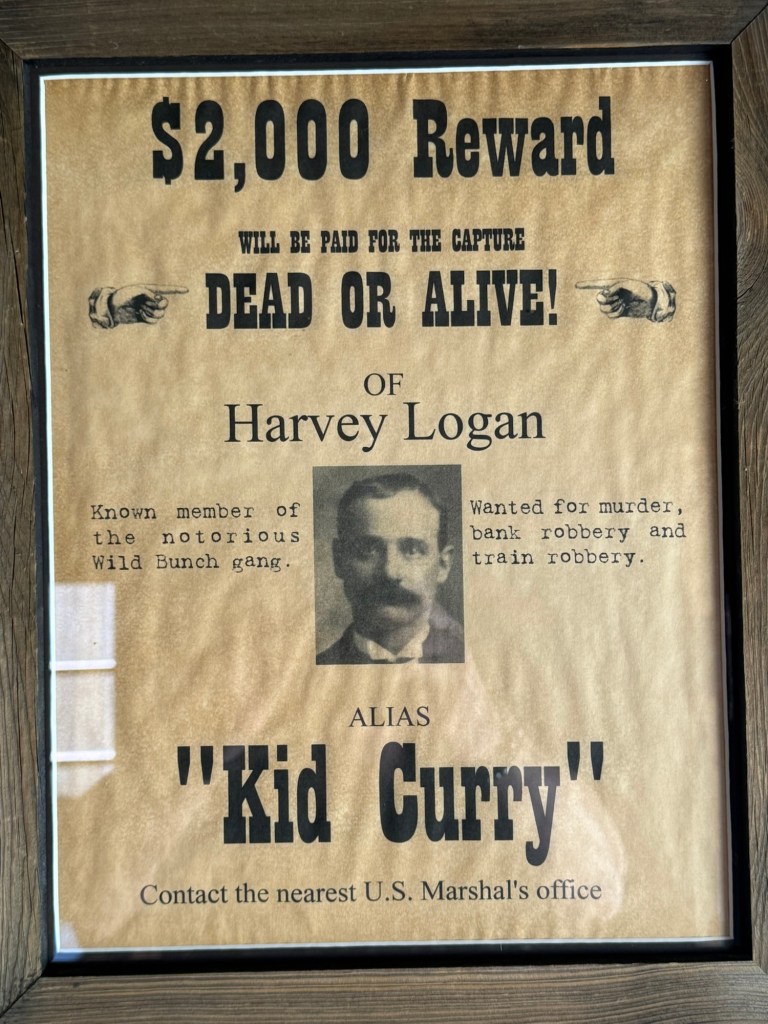 $2,000 Reward
WILL BE PAID FOR THE CAPTURE
DEAD OR ALIVE!
OF
Harvey Logan
Known member of
the notorious
Wild Bunch gang.
Wanted for murder,
bank robbery and
train robbery.
ALIAS
"Kid Curry"
Contact the nearest U.S. Marshal's office